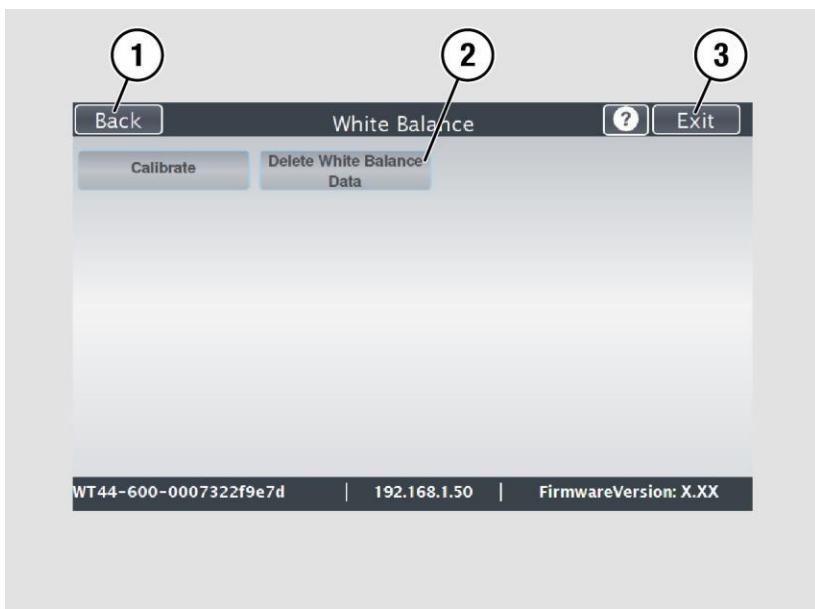 1 2 3
Back White Balance ? Exit
Calibrate Delete White Balance
Data
WT44-600-0007322f9e7d | 192.168.1.50 | FirmwareVersion: X.XX